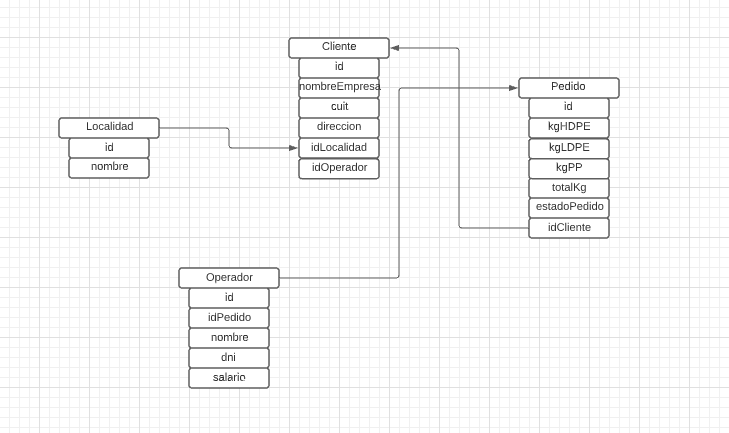 Cliente
id
nombreEmpresa
cuit
direccion
idLocalidad
idOperador
Pedido
id
kgHDPE
kgLDPE
kgPP
totalKg
estadoPedido
idCliente
Localidad
id
nombre
Operador
id
idPedido
nombre
dni
salario